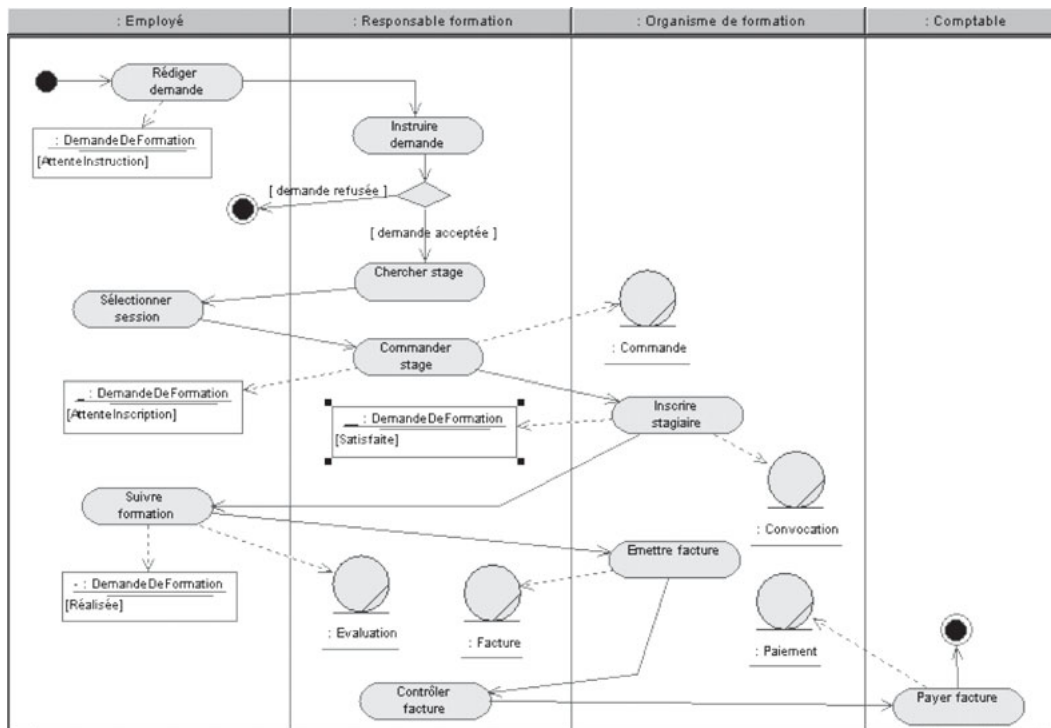 : Employé
: Responsable formation
: Organisme de formation
: Comptable
Rédiger
demande
: DemandeDeFormation
[AttenteInstruction]
Instruire
demande
[ demande refusée ]
[ demande acceptée ]
Chercher stage
Sélectionner
session
Commander
stage
: Commande
_ : DemandeDeFormation
[AttenteInscription]
__ : DemandeDeFormation
[Satisfaite]
Inscrire
stagiaire
Suivre
formation
: Convocation
Emettre facture
- : DemandeDeFormation
[Réalisée]
: Evaluation
: Facture
: Paiement
Contrôler
facture
Payer facture